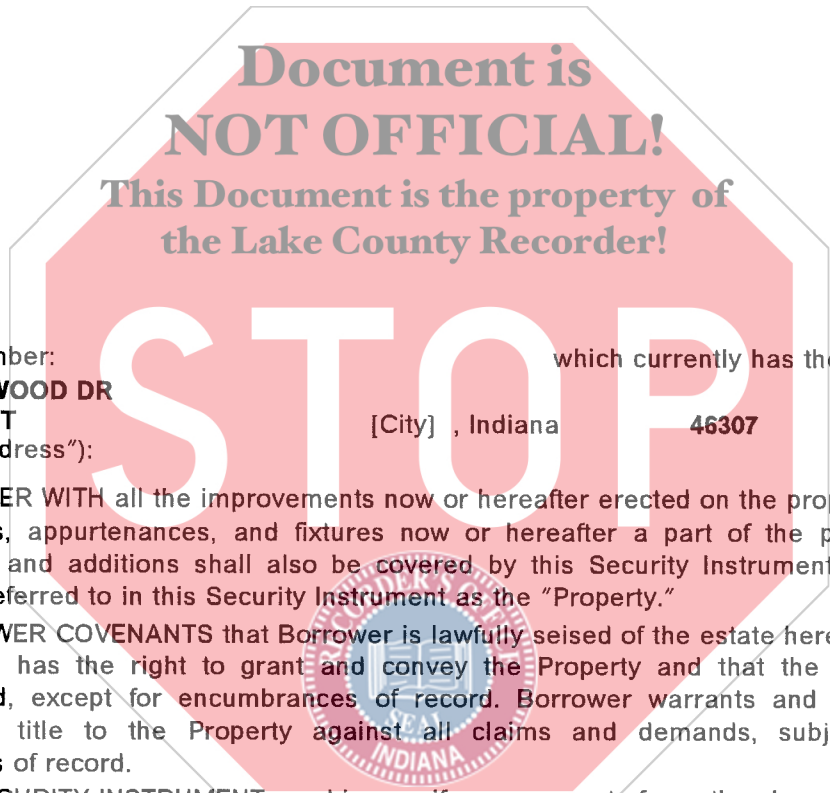 Document is
NOT OFFICIAL!
This Document is the property of
the Lake County Recorder!
STOP
which currently has the
WOOD DR
[City] , Indiana 46307
dress"):
ER WITH all the improvements now or hereafter erected on the prop
, appurtenances, and fixtures now or hereafter a part of the p
and additions shall also be covered by this Security Instrument
eferred to in this Security Instrument as the "Property."
WER COVENANTS that Borrower is lawfully seised of the estate here
has the right to grant and convey the Property and that the
d, except for encumbrances of record. Borrower warrants and
title to the Property against all claims and demands, subj
s of record.
SEAL
INDIANA